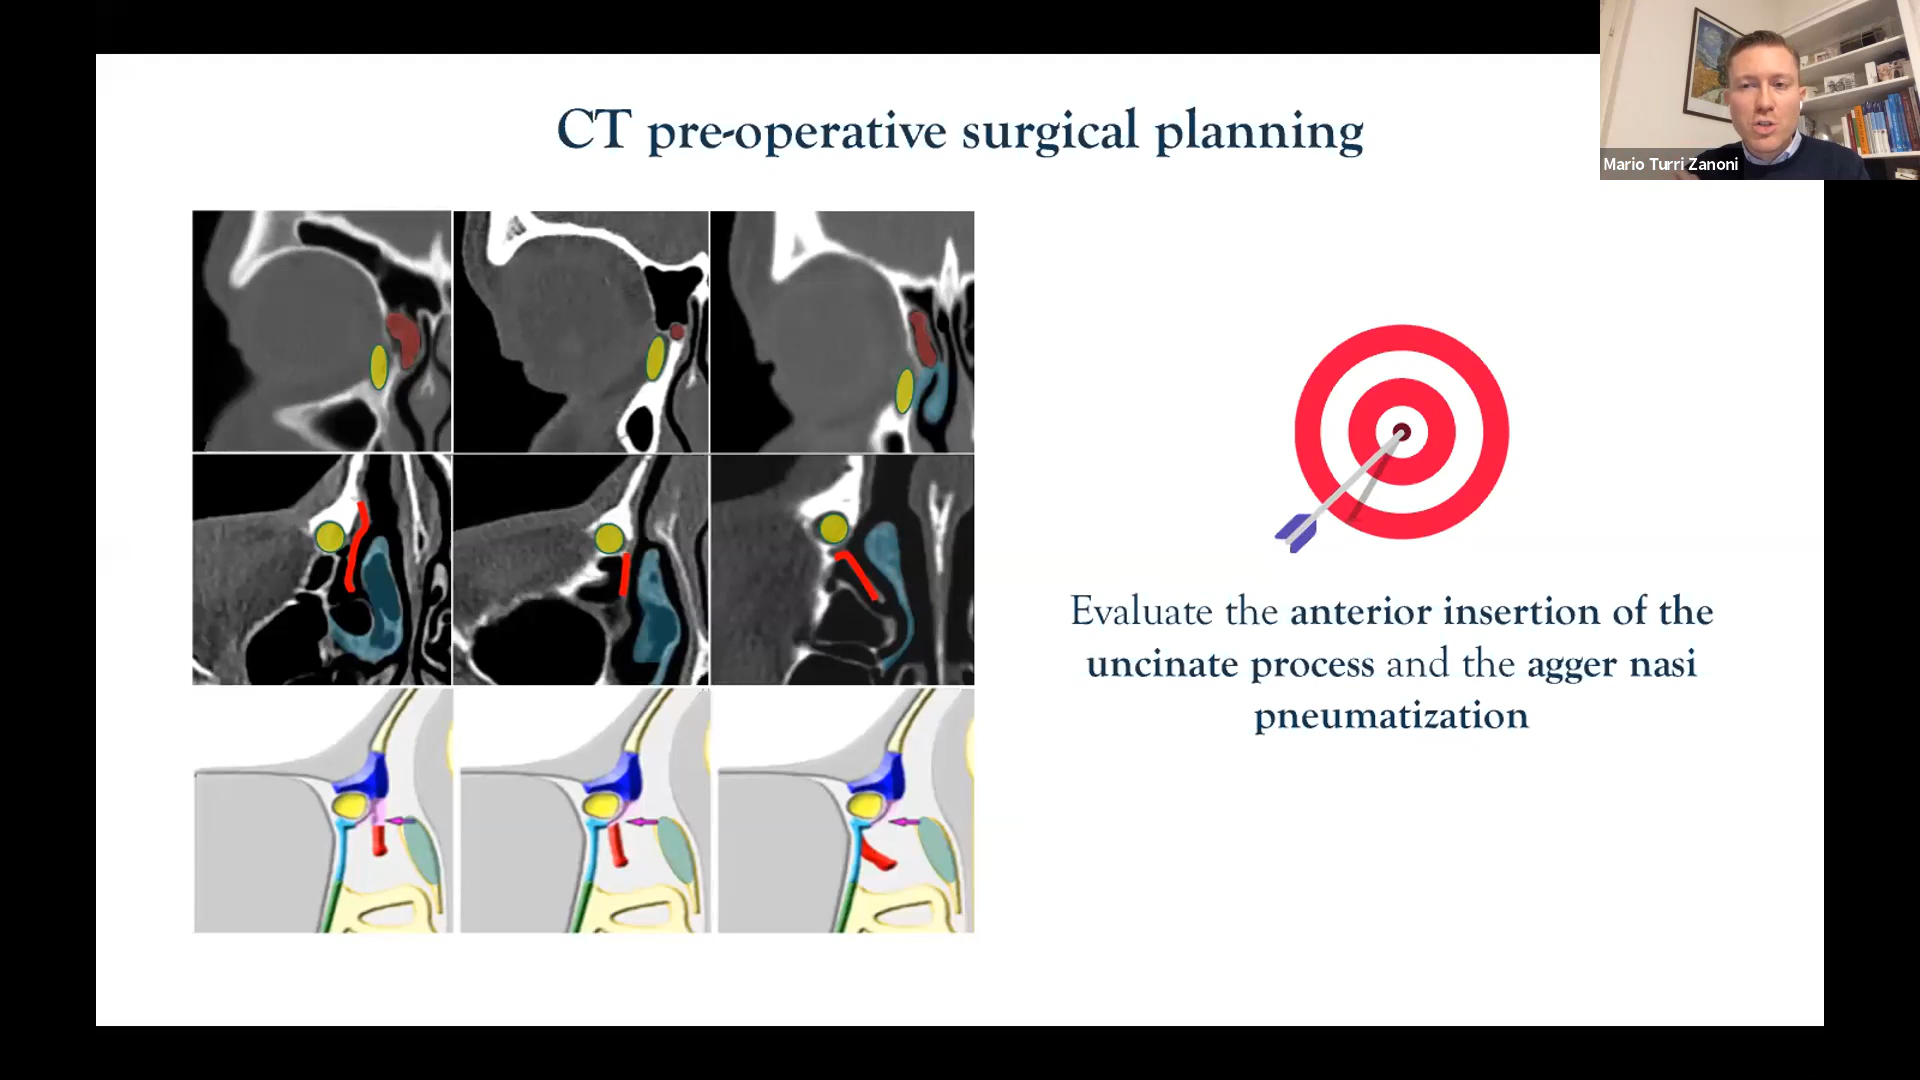 CT pre-operative surgical planning
Mario Turri Zanoni
Evaluate the anterior insertion of the
uncinate process and the agger nasi
pneumatization